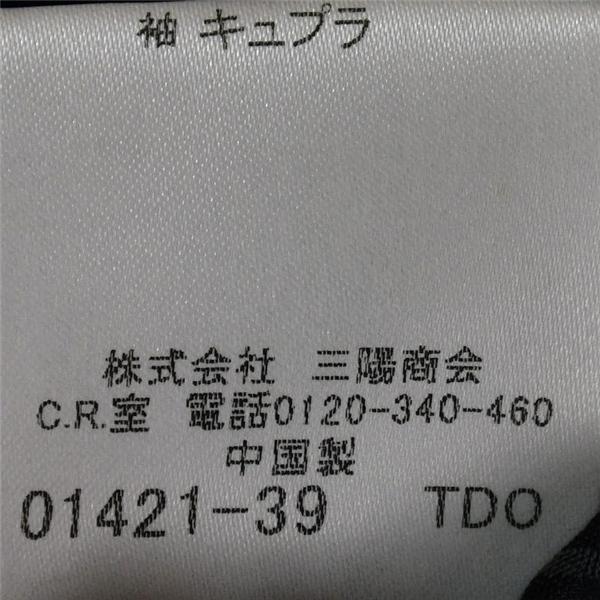 袖 キュプラ
株式会社 三陽商会
C.R.室 電話0120-340-460
中国製
01421-39 TDO